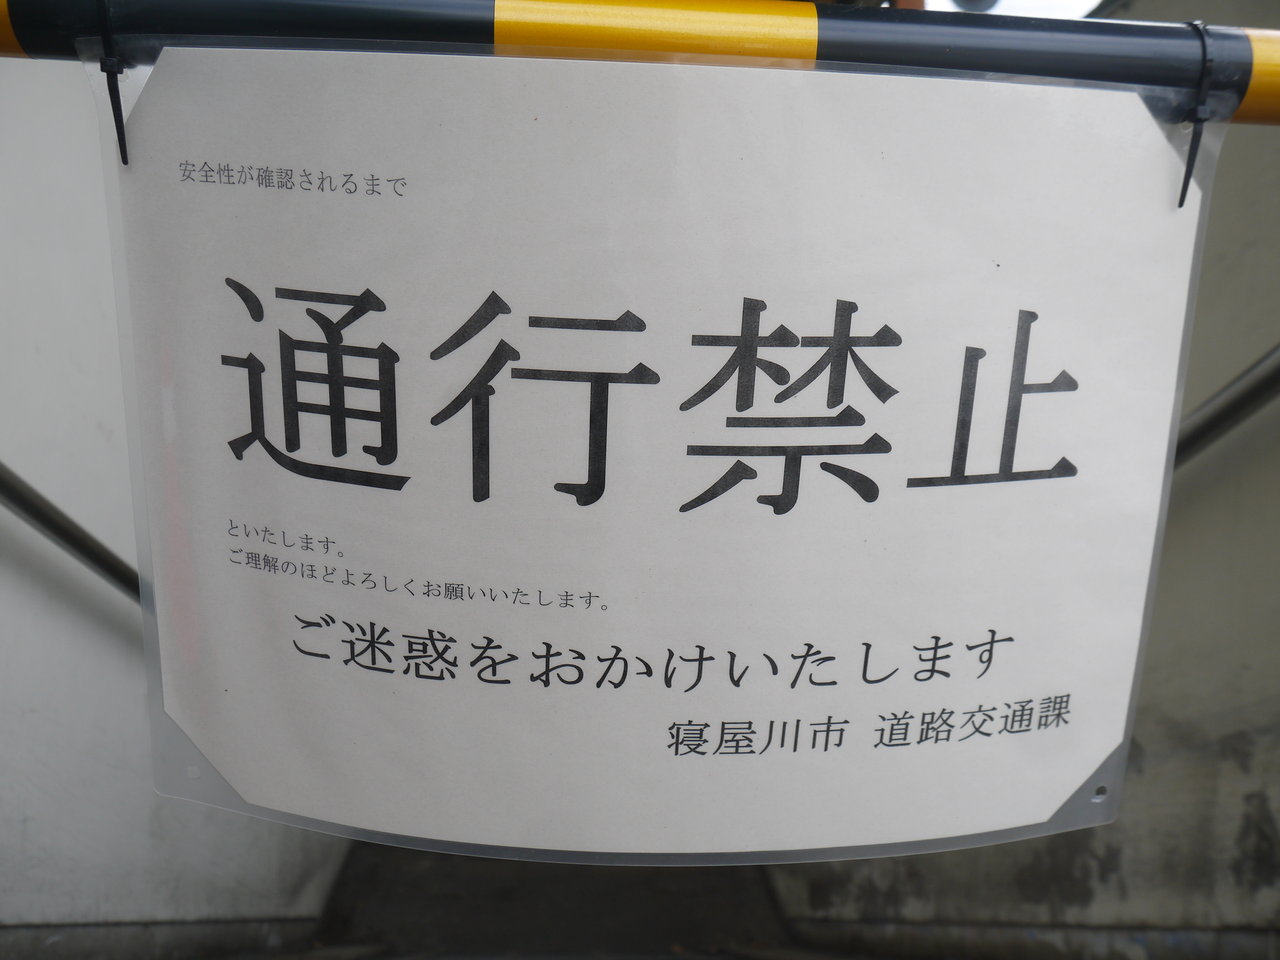 安全性が確認されるまで
通行禁止
といたします。
ご理解のほどよろしくお願いいたします。
ご迷惑をおかけいたします
寝屋川市 道路交通課